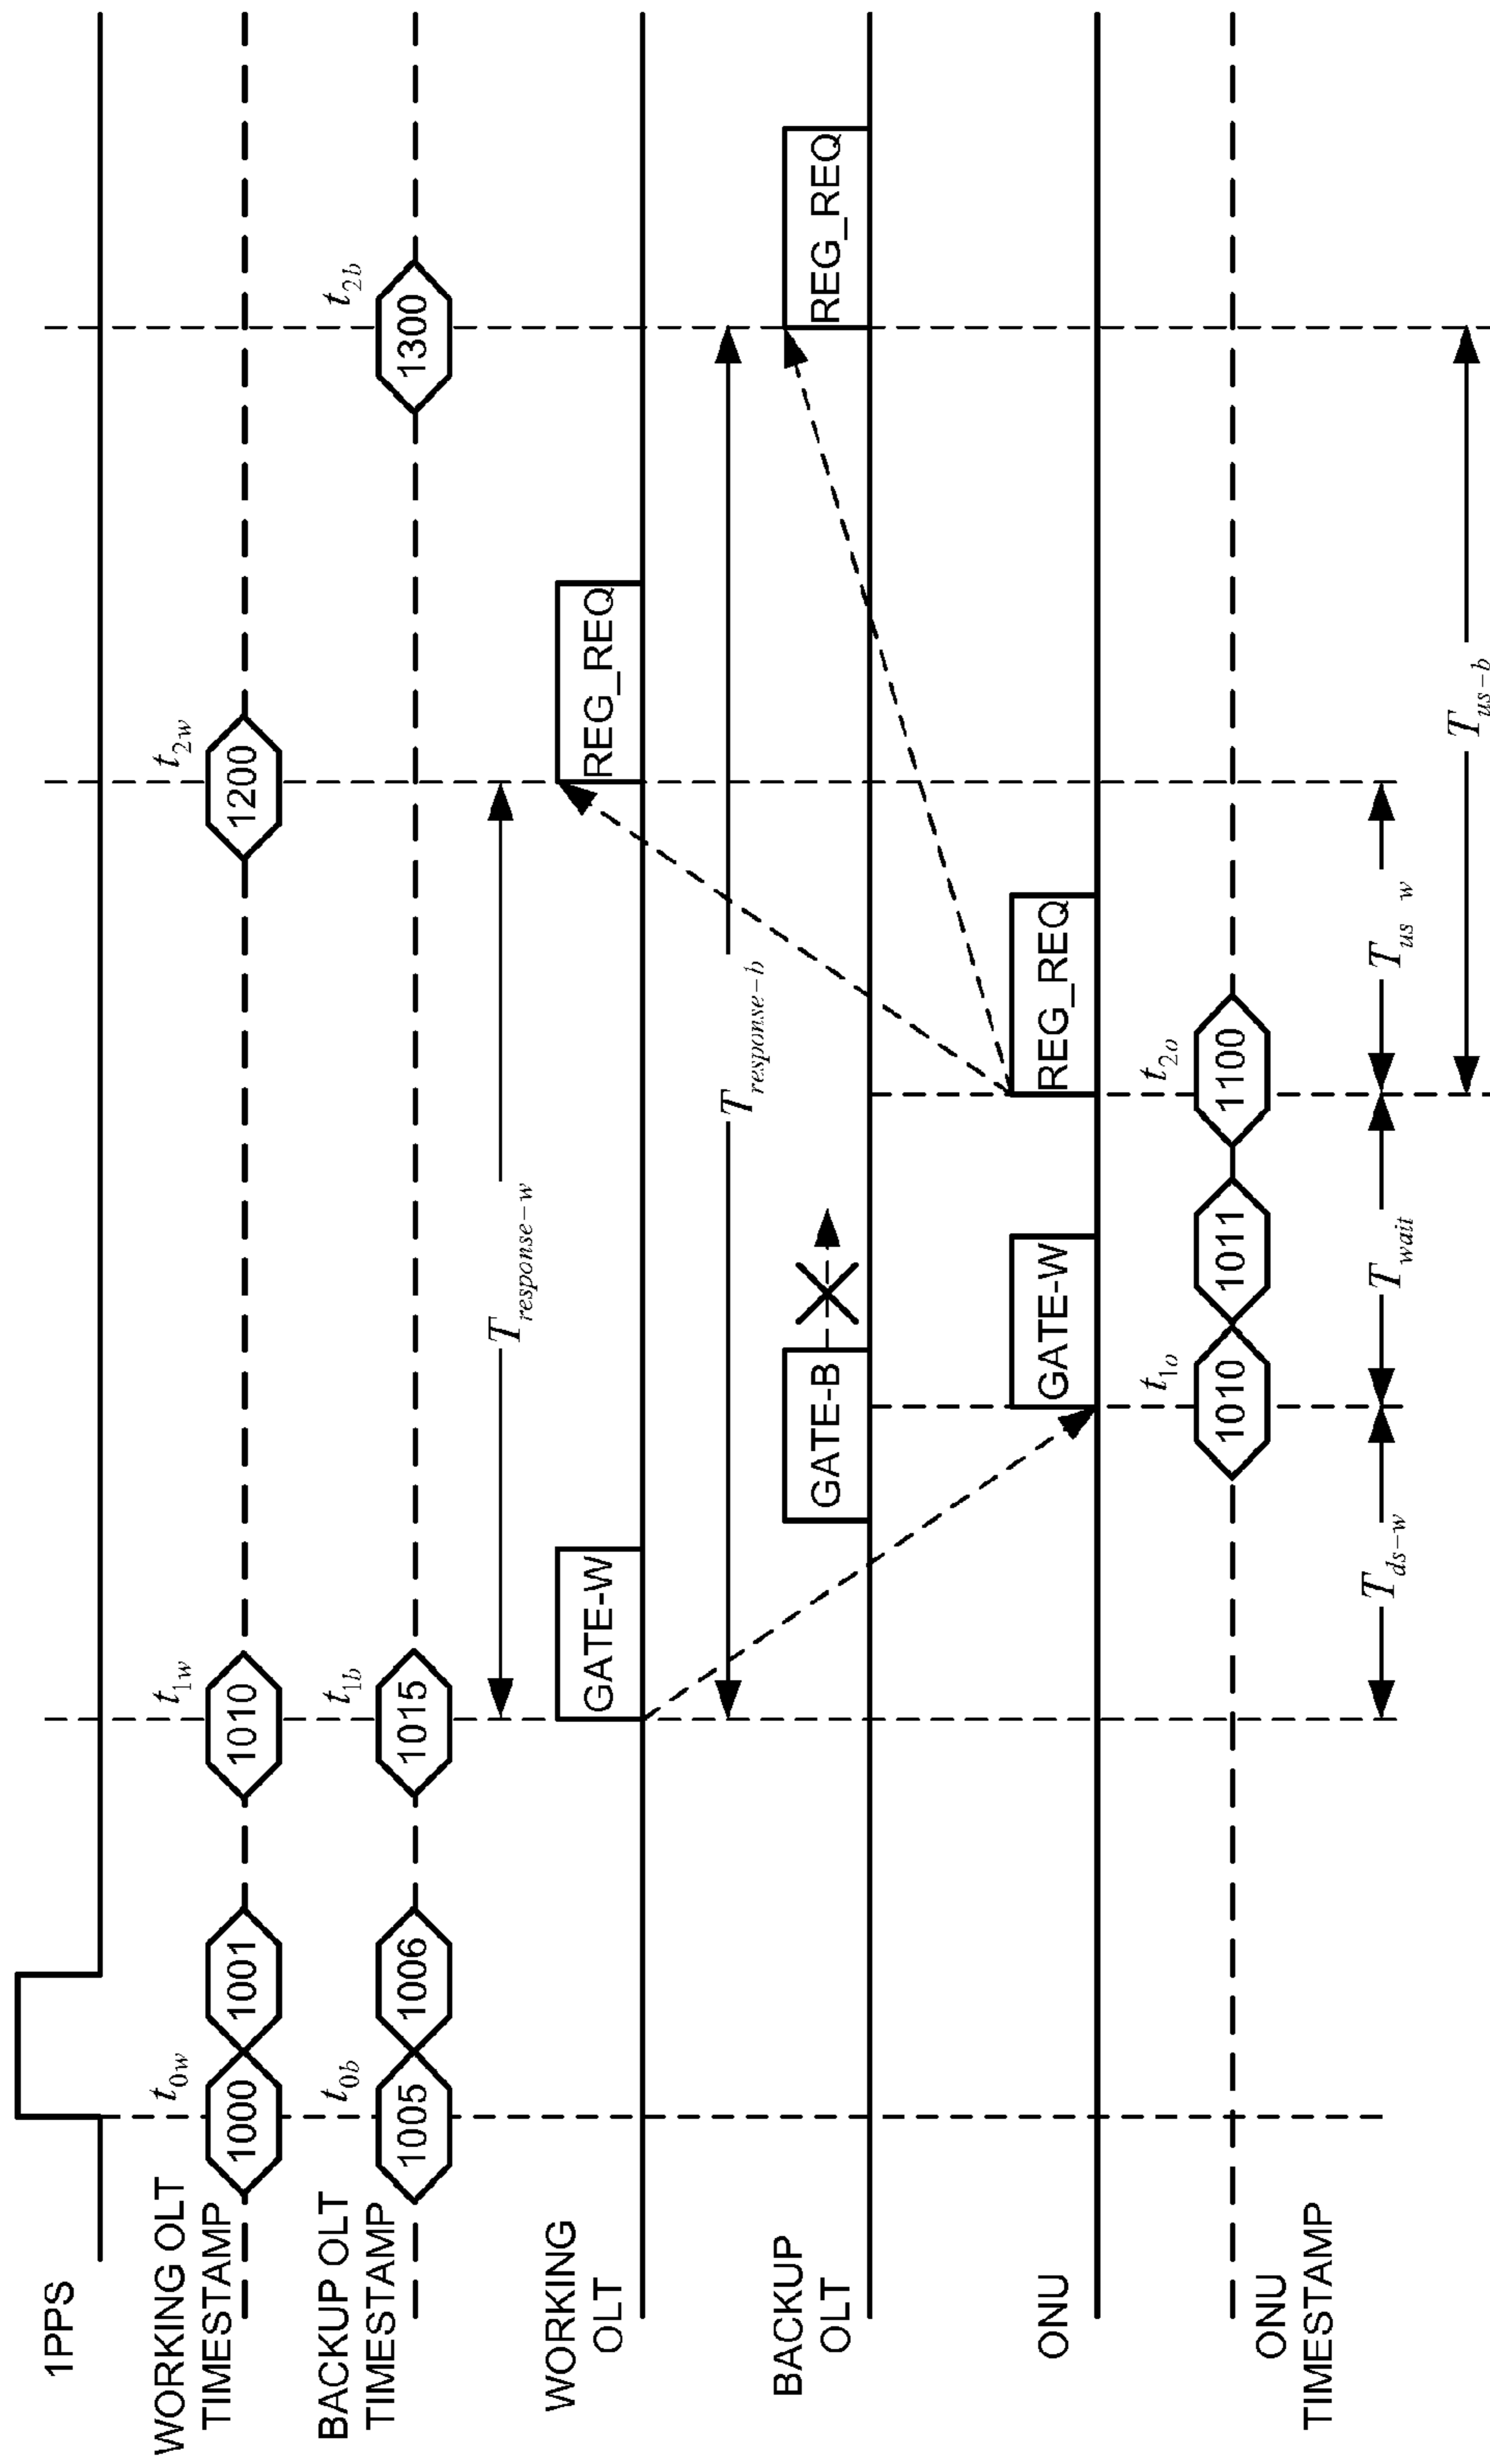 1PPS
WORKING OLT
TIMESTAMP
t0w
1000
1001
t1w
1010
t2w
1200
BACKUP OLT
TIMESTAMP
t0b
1005
1006
t1b
1015
t2b
1300
Tresponse-w
WORKING
OLT
GATE-W
REG_REQ
Tresponse-b
BACKUP
OLT
GATE-B
REG_REQ
ONU
GATE-W
REG_REQ
t1o
t2o
ONU
TIMESTAMP
1010
1011
1100
Tds-w
Twait
Tus w
Tus-b